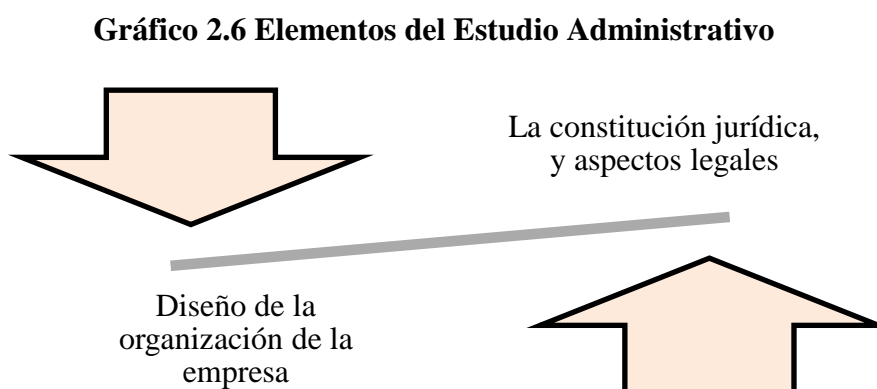 Gráfico 2.6 Elementos del Estudio Administrativo
La constitución jurídica,
y aspectos legales
Diseño de la
organización de la
empresa